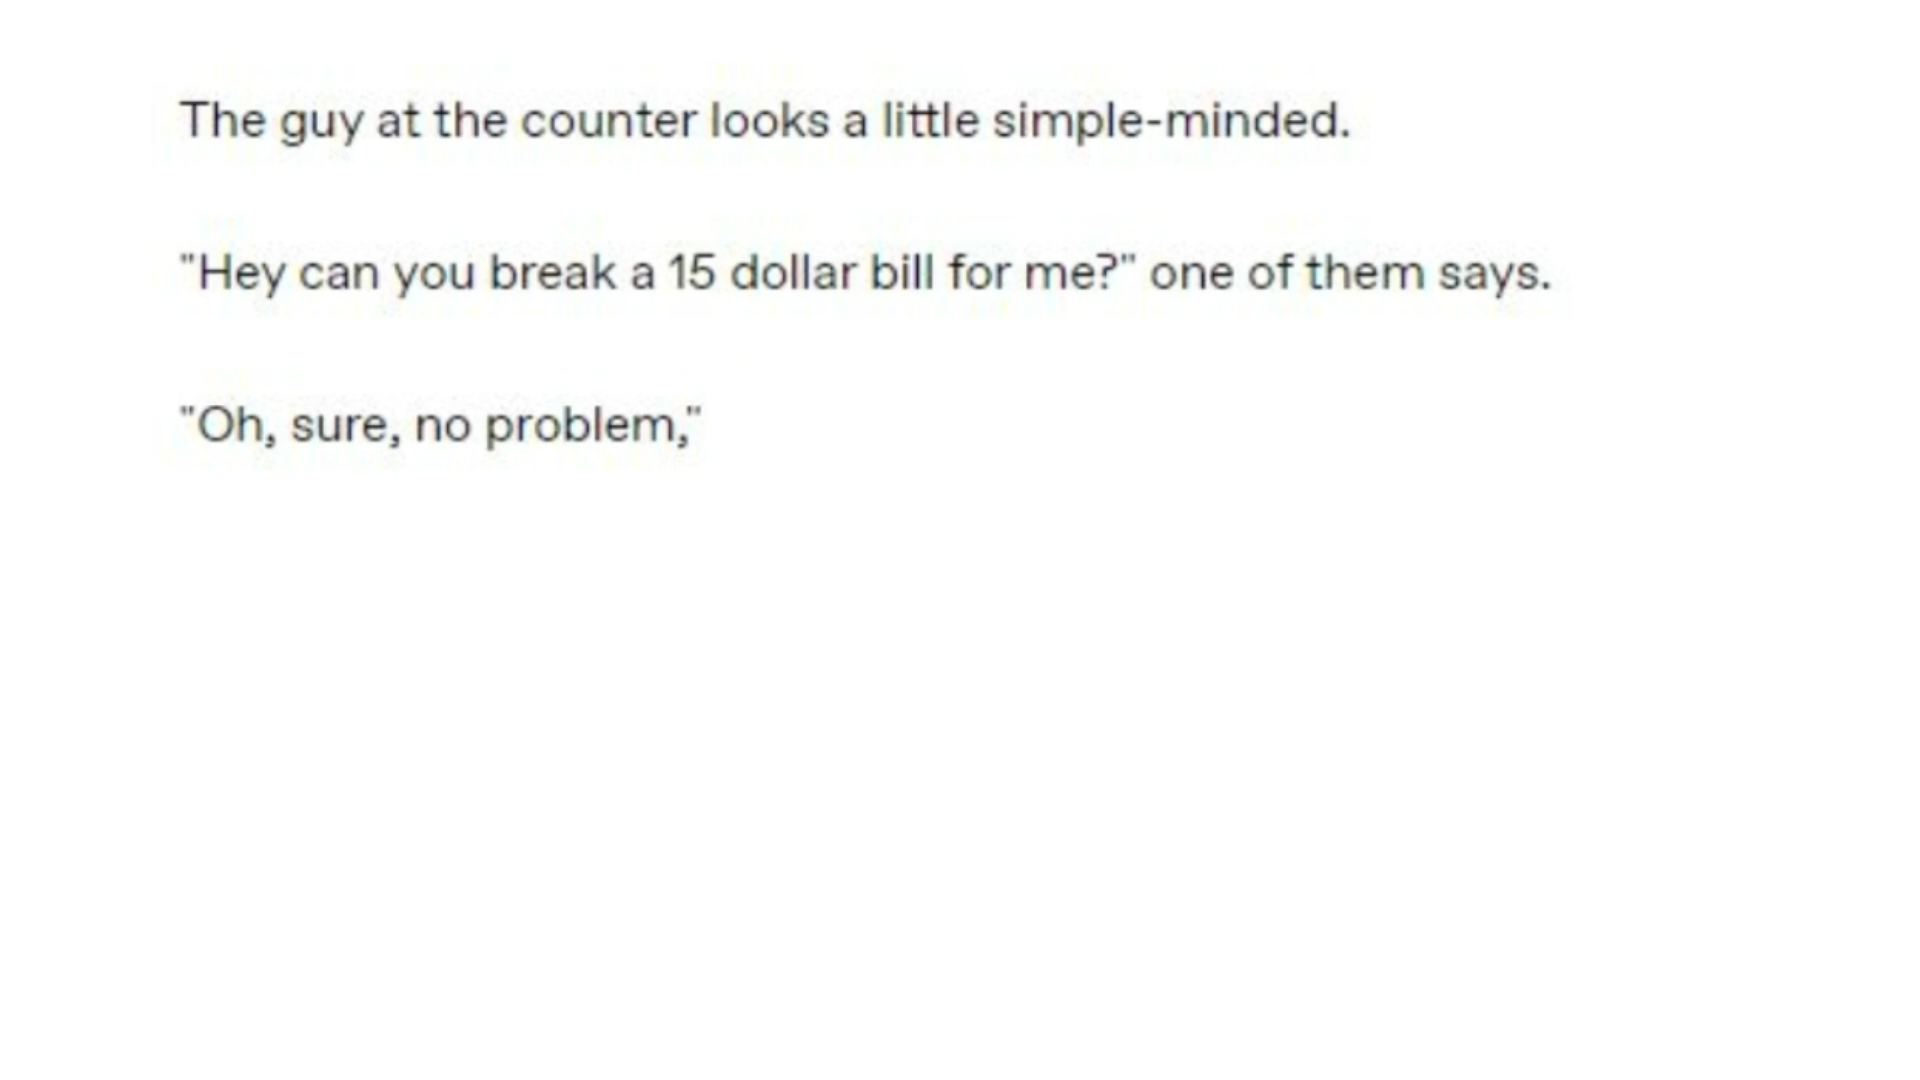 The guy at the counter looks a little simple-minded.
"Hey can you break a 15 dollar bill for me?" one of them says.
"Oh, sure, no problem,"